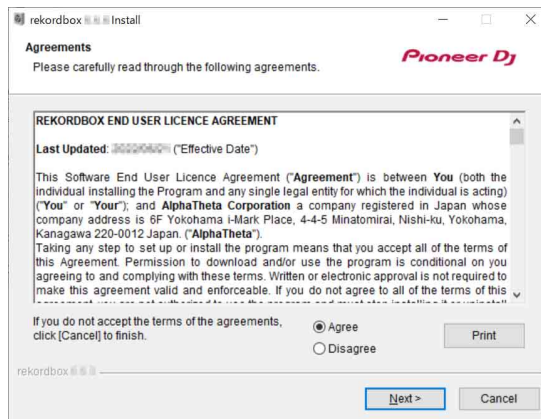 rekordbox Install
Agreements
Please carefully read through the following agreements.
Pioneer Dj
REKORDBOX END USER LICENCE AGREEMENT
Last Updated: ("Effective Date")
This Software End User Licence Agreement ("Agreement") is between You (both the
individual installing the Program and any single legal entity for which the individual is acting)
("You" or "Your"); and AlphaTheta Corporation a company registered in Japan whose
company address is 6F Yokohama i-Mark Place, 4-4-5 Minatomirai, Nishi-ku, Yokohama,
Kanagawa 220-0012 Japan. ("AlphaTheta").
Taking any step to set up or install the program means that you accept all of the terms of
this Agreement. Permission to download and/or use the program is conditional on you
agreeing to and complying with these terms. Written or electronic approval is not required to
make this agreement valid and enforceable. If you do not agree to all of the terms of this
If you do not accept the terms of the agreements,
click [Cancel] to finish.
Agree
Disagree
Print
rekordbox
Next >
Cancel